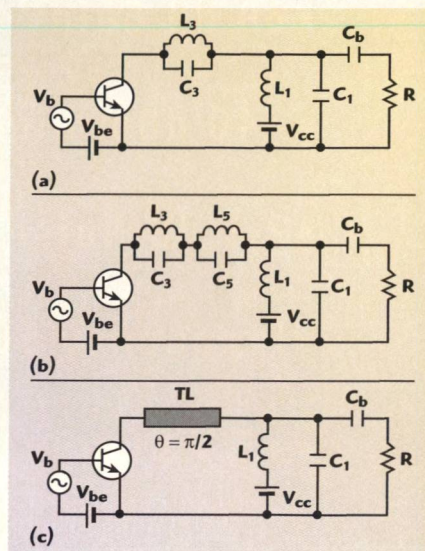 L3
C3
Cb
Vb
L1
C1
R
Vbe
Vcc
(a)
L3 L5
C3 C5
Cb
Vb
L1
C1
R
Vbe
Vcc
(b)
TL
θ = π/2
Cb
Vb
L1
C1
R
Vbe
Vcc
(c)